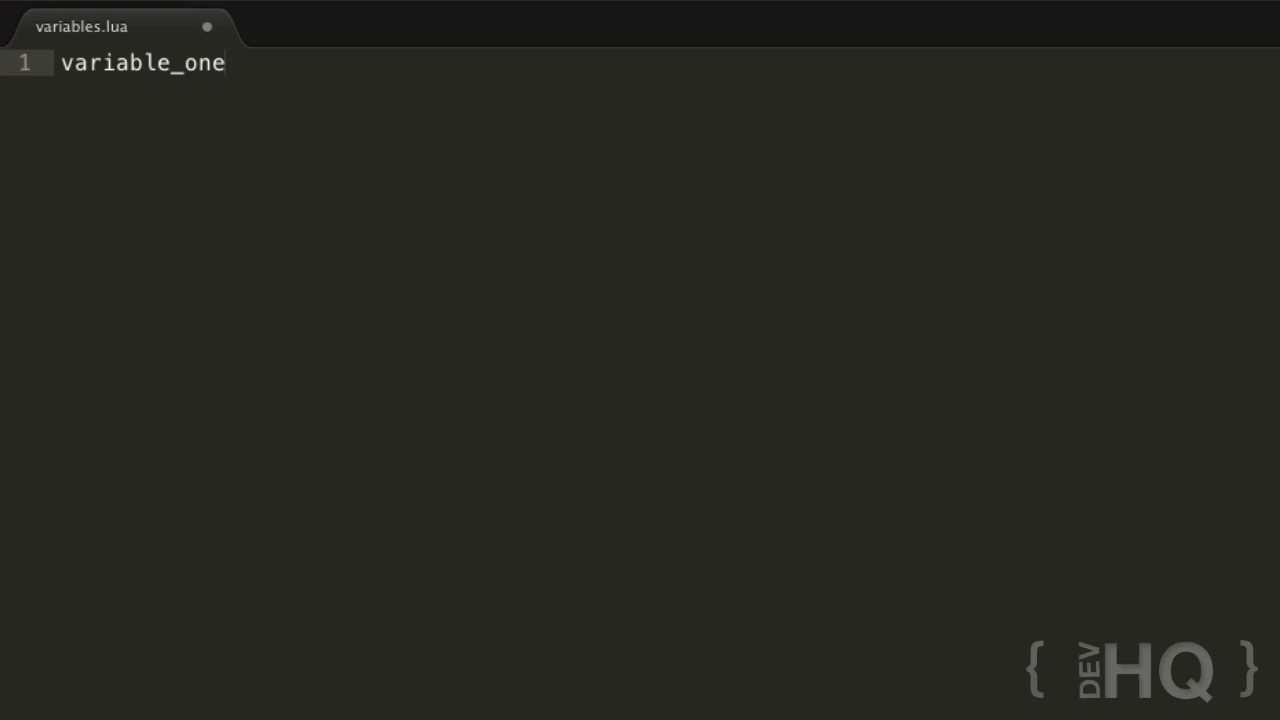 variables.lua
1 variable_one
{ DEV HQ }